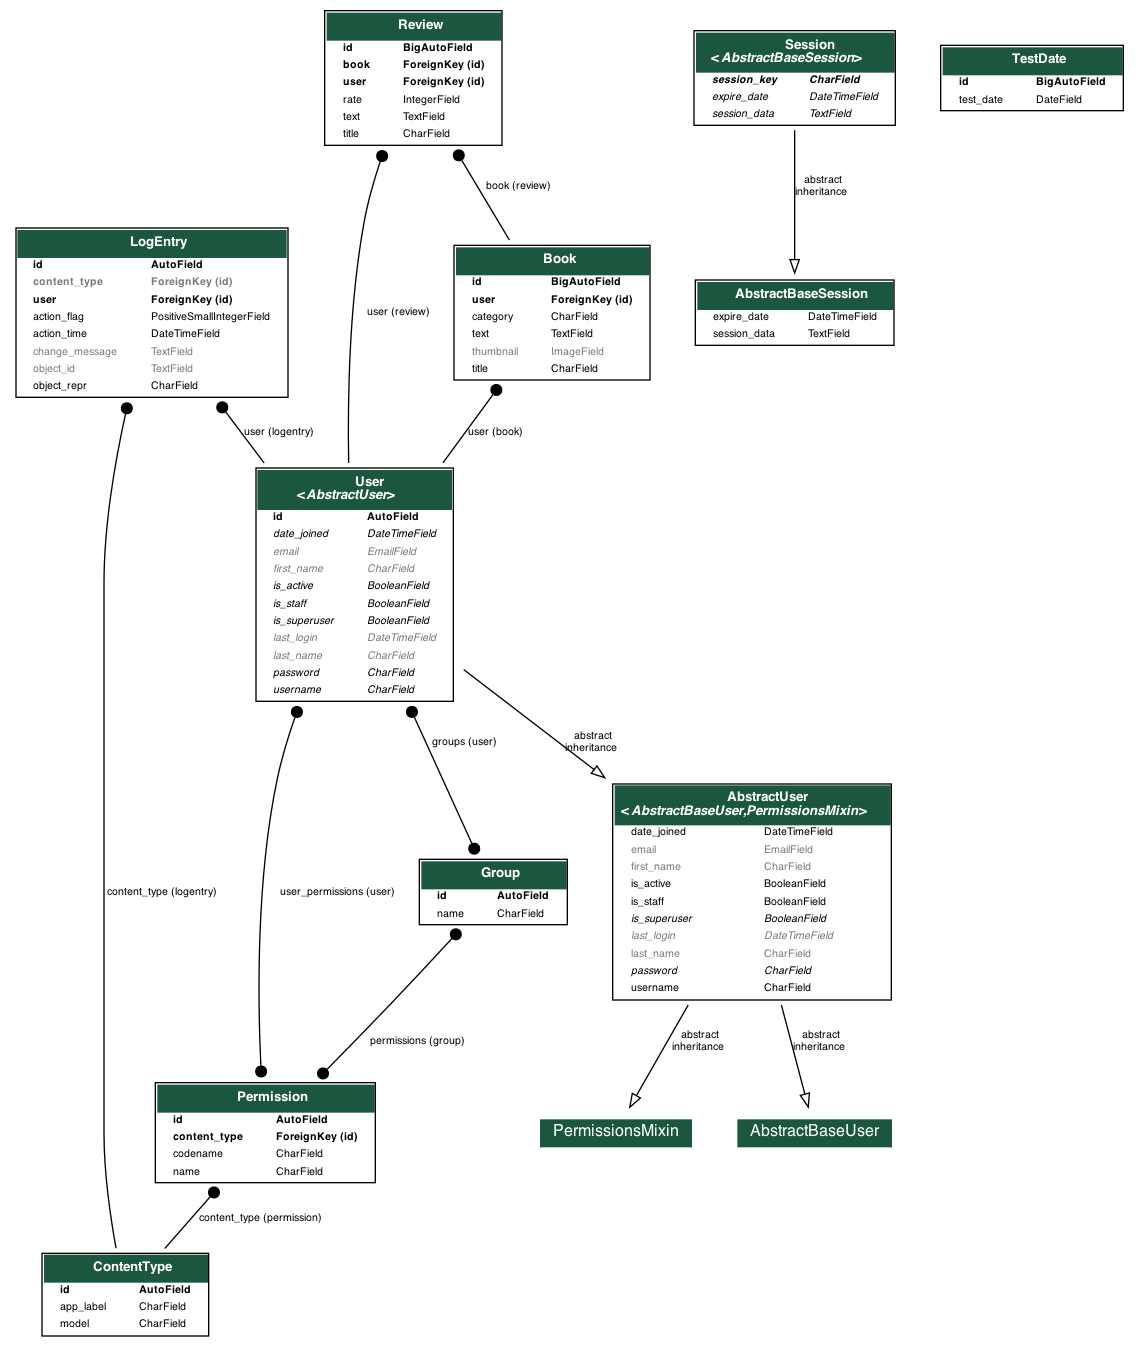 Review
id BigAutoField
book ForeignKey (id)
user ForeignKey (id)
rate IntegerField
text TextField
title CharField
Session
<AbstractBaseSession>
session_key CharField
expire_date DateTimeField
session_data TextField
TestDate
id BigAutoField
test_date DateField
book (review)
abstract
inheritance
LogEntry
id AutoField
content_type ForeignKey (id)
user ForeignKey (id)
action_flag PositiveSmallIntegerField
action_time DateTimeField
change_message TextField
object_id TextField
object_repr CharField
user (review)
Book
id BigAutoField
user ForeignKey (id)
category CharField
text TextField
thumbnail ImageField
title CharField
AbstractBaseSession
expire_date DateTimeField
session_data TextField
user (logentry)
user (book)
User
<AbstractUser>
id AutoField
date_joined DateTimeField
email EmailField
first_name CharField
is_active BooleanField
is_staff BooleanField
is_superuser BooleanField
last_login DateTimeField
last_name CharField
password CharField
username CharField
groups (user)
abstract
inheritance
AbstractUser
<AbstractBaseUser,PermissionsMixin>
date_joined DateTimeField
email EmailField
first_name CharField
is_active BooleanField
is_staff BooleanField
is_superuser BooleanField
last_login DateTimeField
last_name CharField
password CharField
username CharField
content_type (logentry)
user_permissions (user)
Group
id AutoField
name CharField
permissions (group)
abstract
inheritance
abstract
inheritance
Permission
id AutoField
content_type ForeignKey (id)
codename CharField
name CharField
PermissionsMixin
AbstractBaseUser
content_type (permission)
ContentType
id AutoField
app_label CharField
model CharField